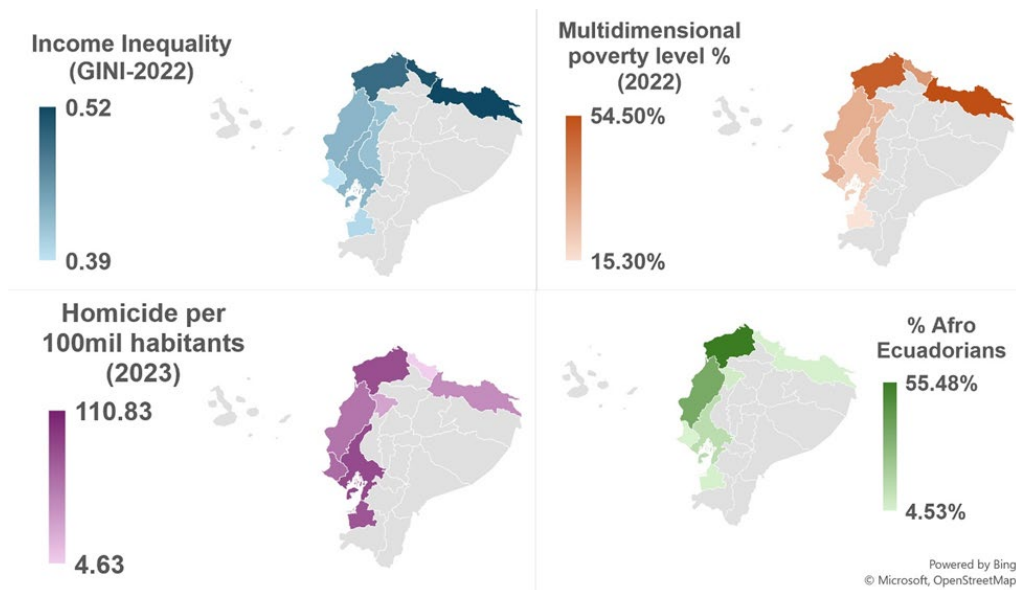 Income Inequality
(GINI-2022)
0.52
0.39
Multidimensional
poverty level %
(2022)
54.50%
15.30%
Homicide per
100mil habitants
(2023)
110.83
4.63
% Afro
Ecuadorians
55.48%
4.53%
Powered by Bing
© Microsoft, OpenStreetMap